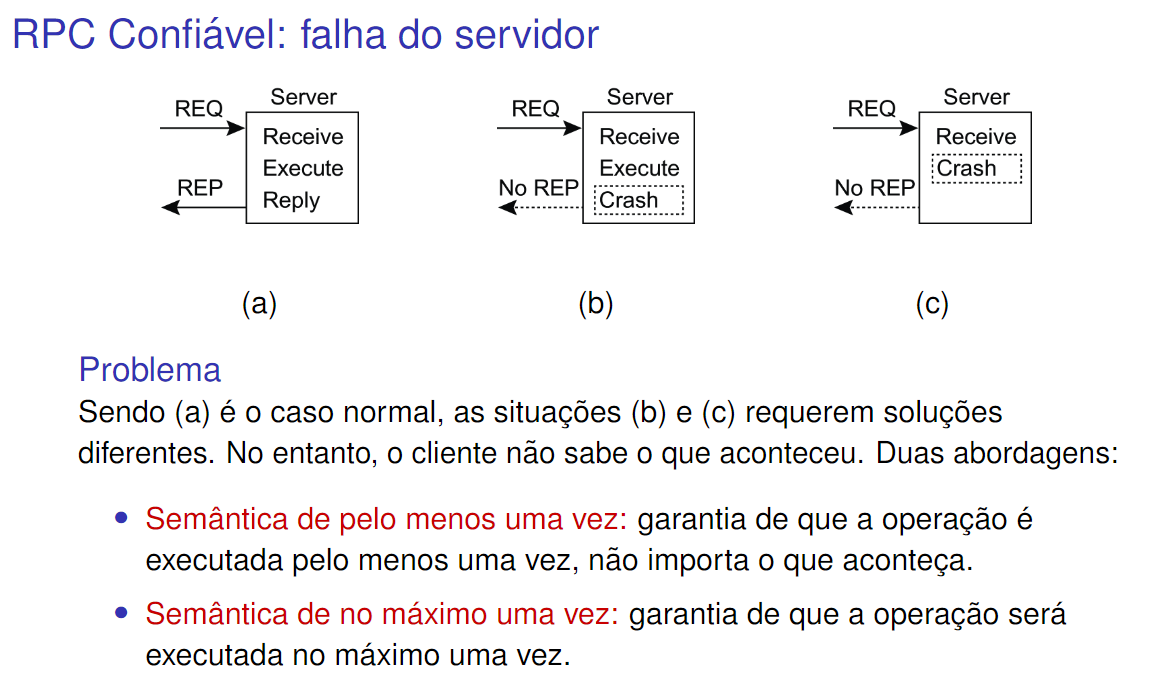 RPC Confiável: falha do servidor
Server
REQ
Receive
Execute
REP
Reply
(a)
Server
REQ
Receive
Execute
No REP
Crash
(b)
Server
REQ
Receive
Crash
No REP
(c)
Problema
Sendo (a) é o caso normal, as situações (b) e (c) requerem soluções
diferentes. No entanto, o cliente não sabe o que aconteceu. Duas abordagens:
• Semântica de pelo menos uma vez: garantia de que a operação é
executada pelo menos uma vez, não importa o que aconteça.
• Semântica de no máximo uma vez: garantia de que a operação será
executada no máximo uma vez.